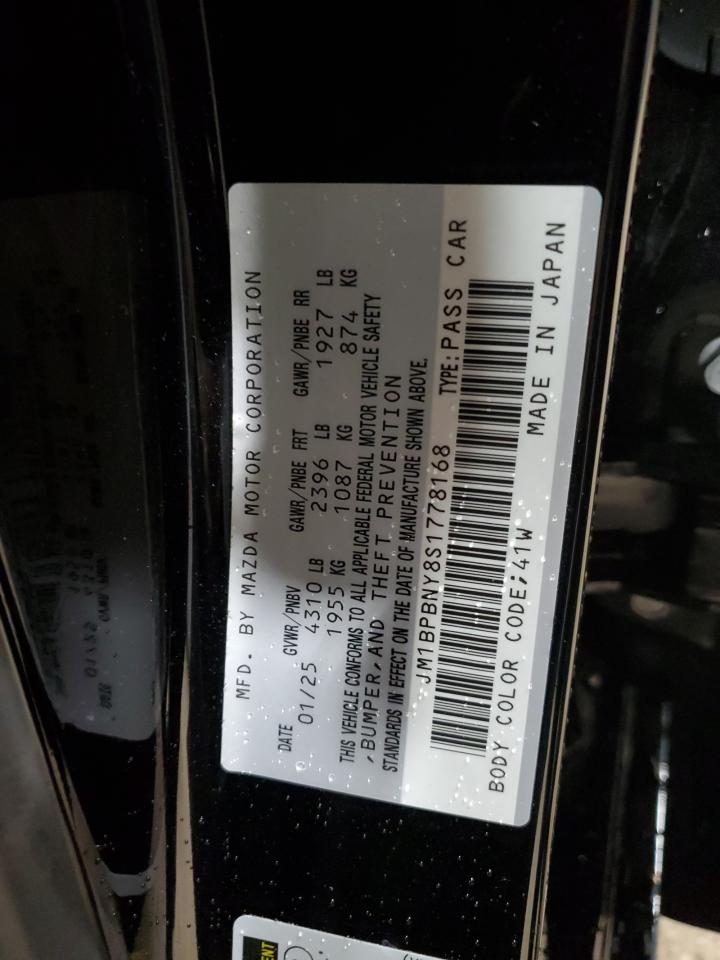 MFD. BY MAZDA MOTOR CORPORATION
DATE GVWR/PNBV GAWR/PNBE FRT GAWR/PNBE RR
01/25 4310 LB 2396 LB 1927 LB
1955 KG 1087 KG 874 KG
THIS VEHICLE CONFORMS TO ALL APPLICABLE FEDERAL MOTOR VEHICLE SAFETY
,BUMPER,AND THEFT PREVENTION
STANDARDS IN EFFECT ON THE DATE OF MANUFACTURE SHOWN ABOVE.
JM1BPBNY8S1778168 TYPE:PASS CAR
BODY COLOR CODE;41W MADE IN JAPAN